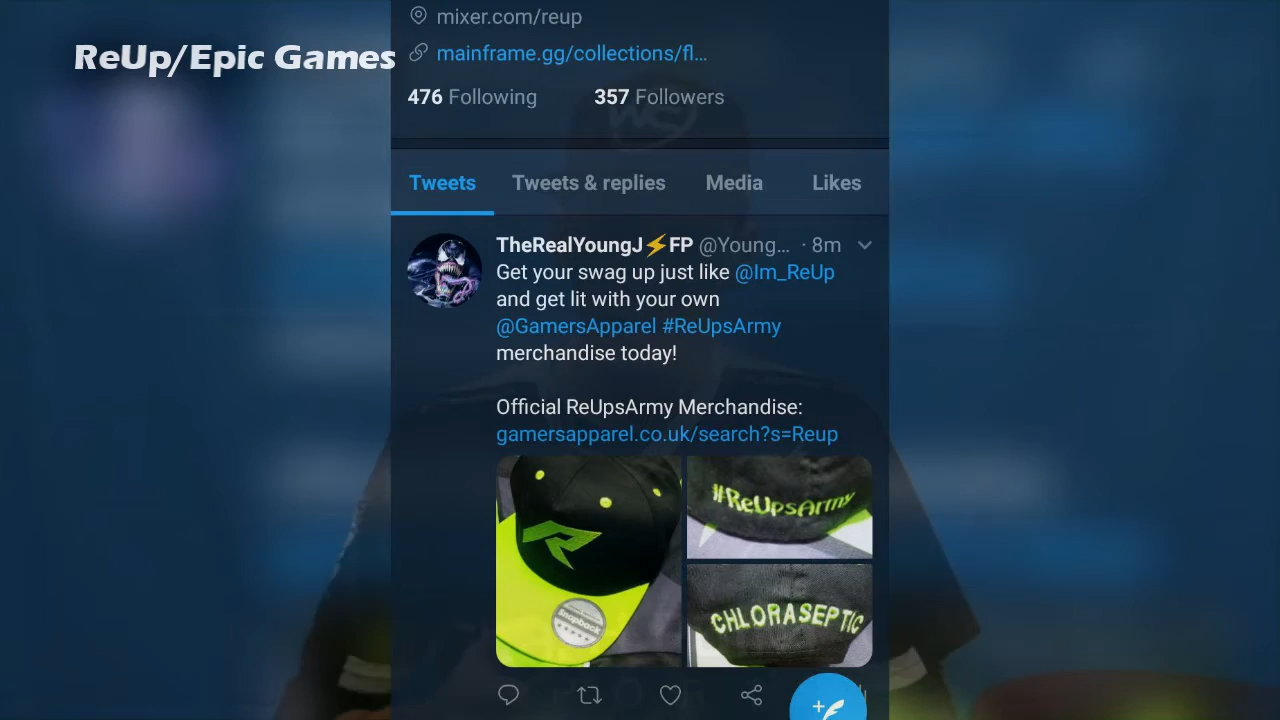 mixer.com/reup
ReUp/Epic Games
mainframe.gg/collections/fl...
476 Following 357 Followers
Tweets Tweets & replies Media Likes
TheRealYoungJ⚡FP @Young... · 8m
Get your swag up just like @Im_ReUp
and get lit with your own
@GamersApparel #ReUpsArmy
merchandise today!
Official ReUpsArmy Merchandise:
gamersapparel.co.uk/search?s=Reup
#ReUpsArmy
R
Snapback
CHLORASEPTIC